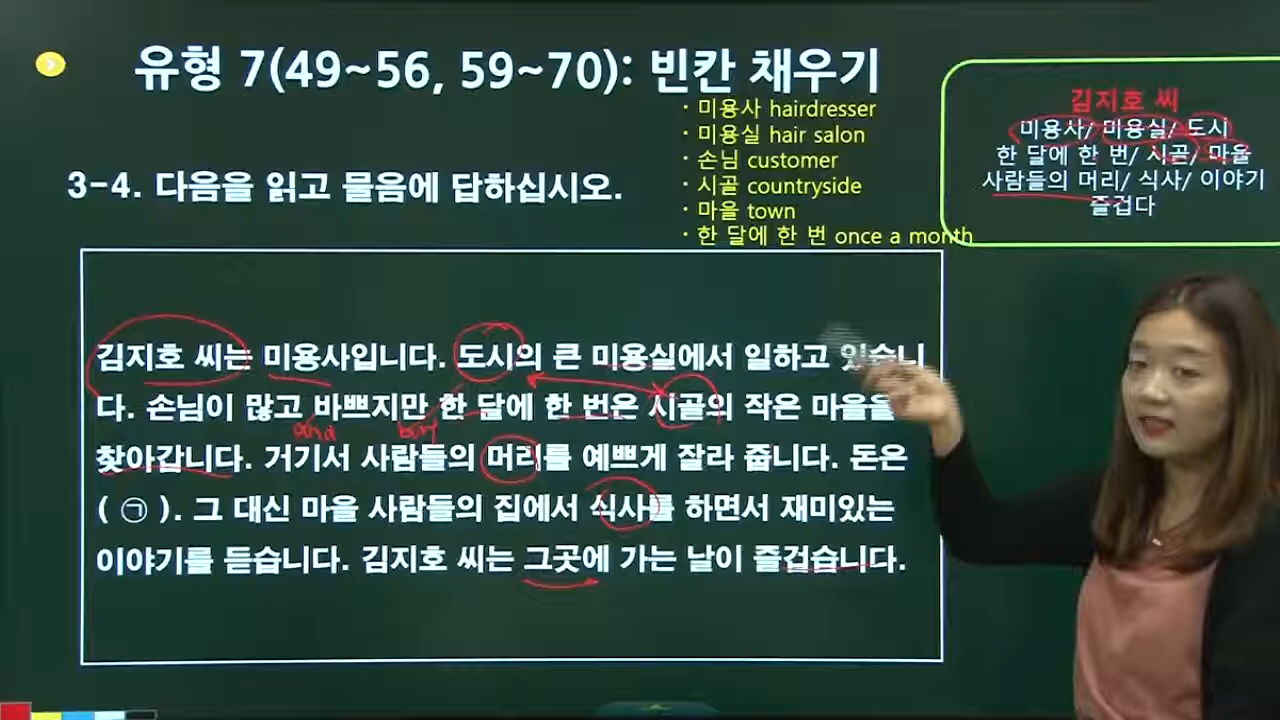 유형 7(49~56, 59~70): 빈칸 채우기
· 미용사 hairdresser
· 미용실 hair salon
· 손님 customer
· 시골 countryside
· 마을 town
· 한 달에 한 번 once a month
김지호 씨
미용사/ 미용실/ 도시
한 달에 한 번/ 시골/ 마을
사람들의 머리/ 식사/ 이야기
즐겁다
3-4. 다음을 읽고 물음에 답하십시오.
김지호 씨는 미용사입니다. 도시의 큰 미용실에서 일하고 있습니
다. 손님이 많고 바쁘지만 한 달에 한 번은 시골의 작은 마을을
and but
찾아갑니다. 거기서 사람들의 머리를 예쁘게 잘라 줍니다. 돈은
( ㉠ ). 그 대신 마을 사람들의 집에서 식사를 하면서 재미있는
이야기를 듣습니다. 김지호 씨는 그곳에 가는 날이 즐겁습니다.